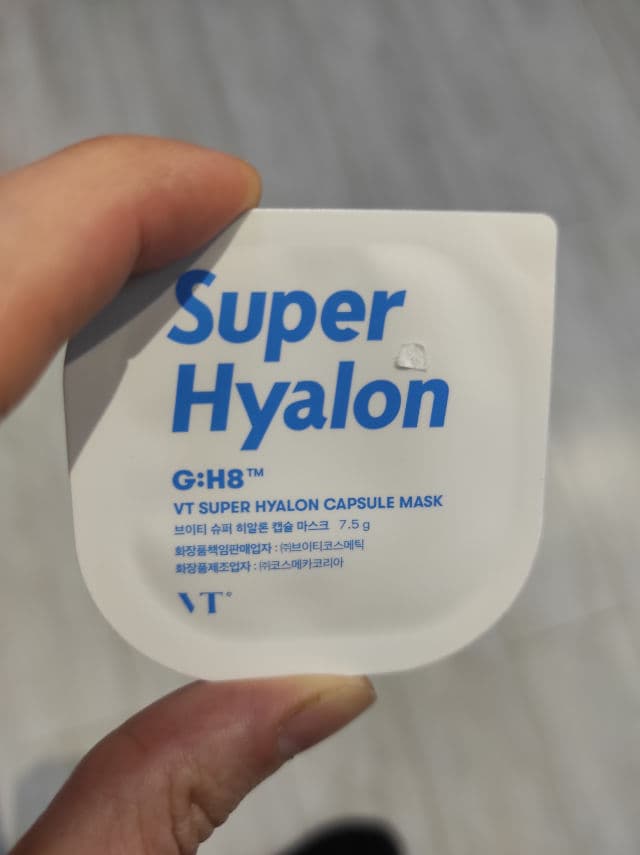 Super
Hyalon
G:H8™
VT SUPER HYALON CAPSULE MASK
브이티 슈퍼 히알론 캡슐 마스크 7.5 g
화장품책임판매업자 : ㈜브이티코스메틱
화장품제조업자 : ㈜코스메카코리아
VT°